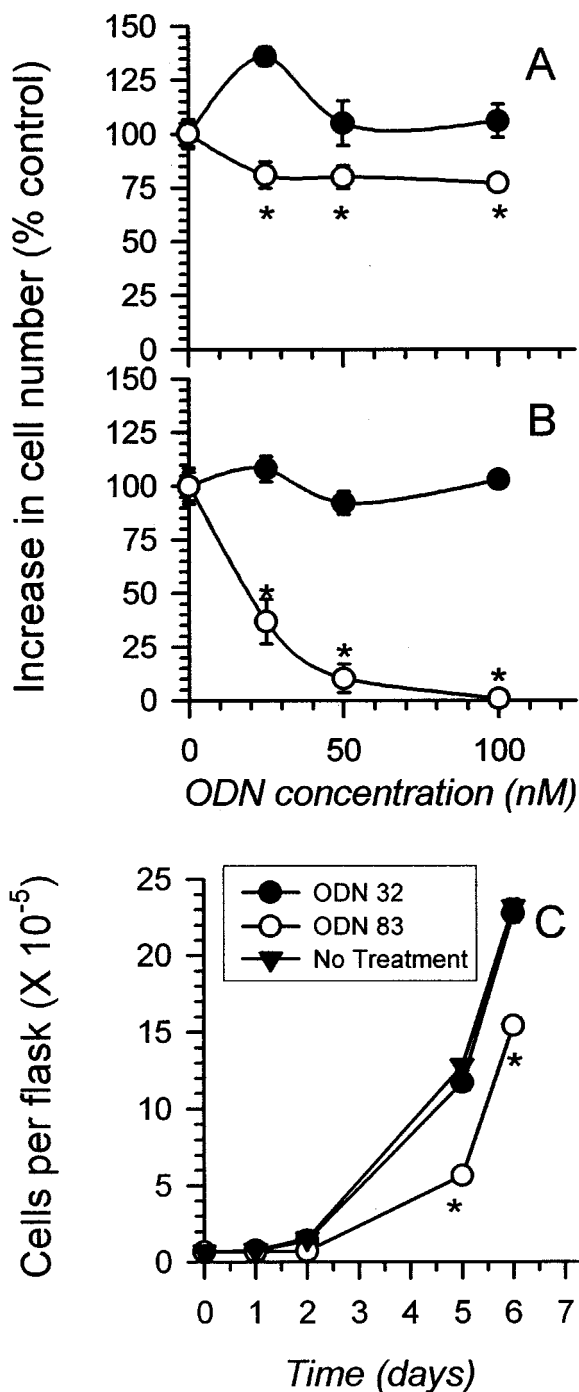 Increase in cell number (% control)
A
150
125
100
75
50
25
0
*
*
*
B
150
125
100
75
50
25
0
*
*
*
0
50
100
ODN concentration (nM)
Cells per flask (X 10-5)
C
25
20
15
10
5
0
ODN 32
ODN 83
No Treatment
*
*
0 1 2 3 4 5 6 7
Time (days)